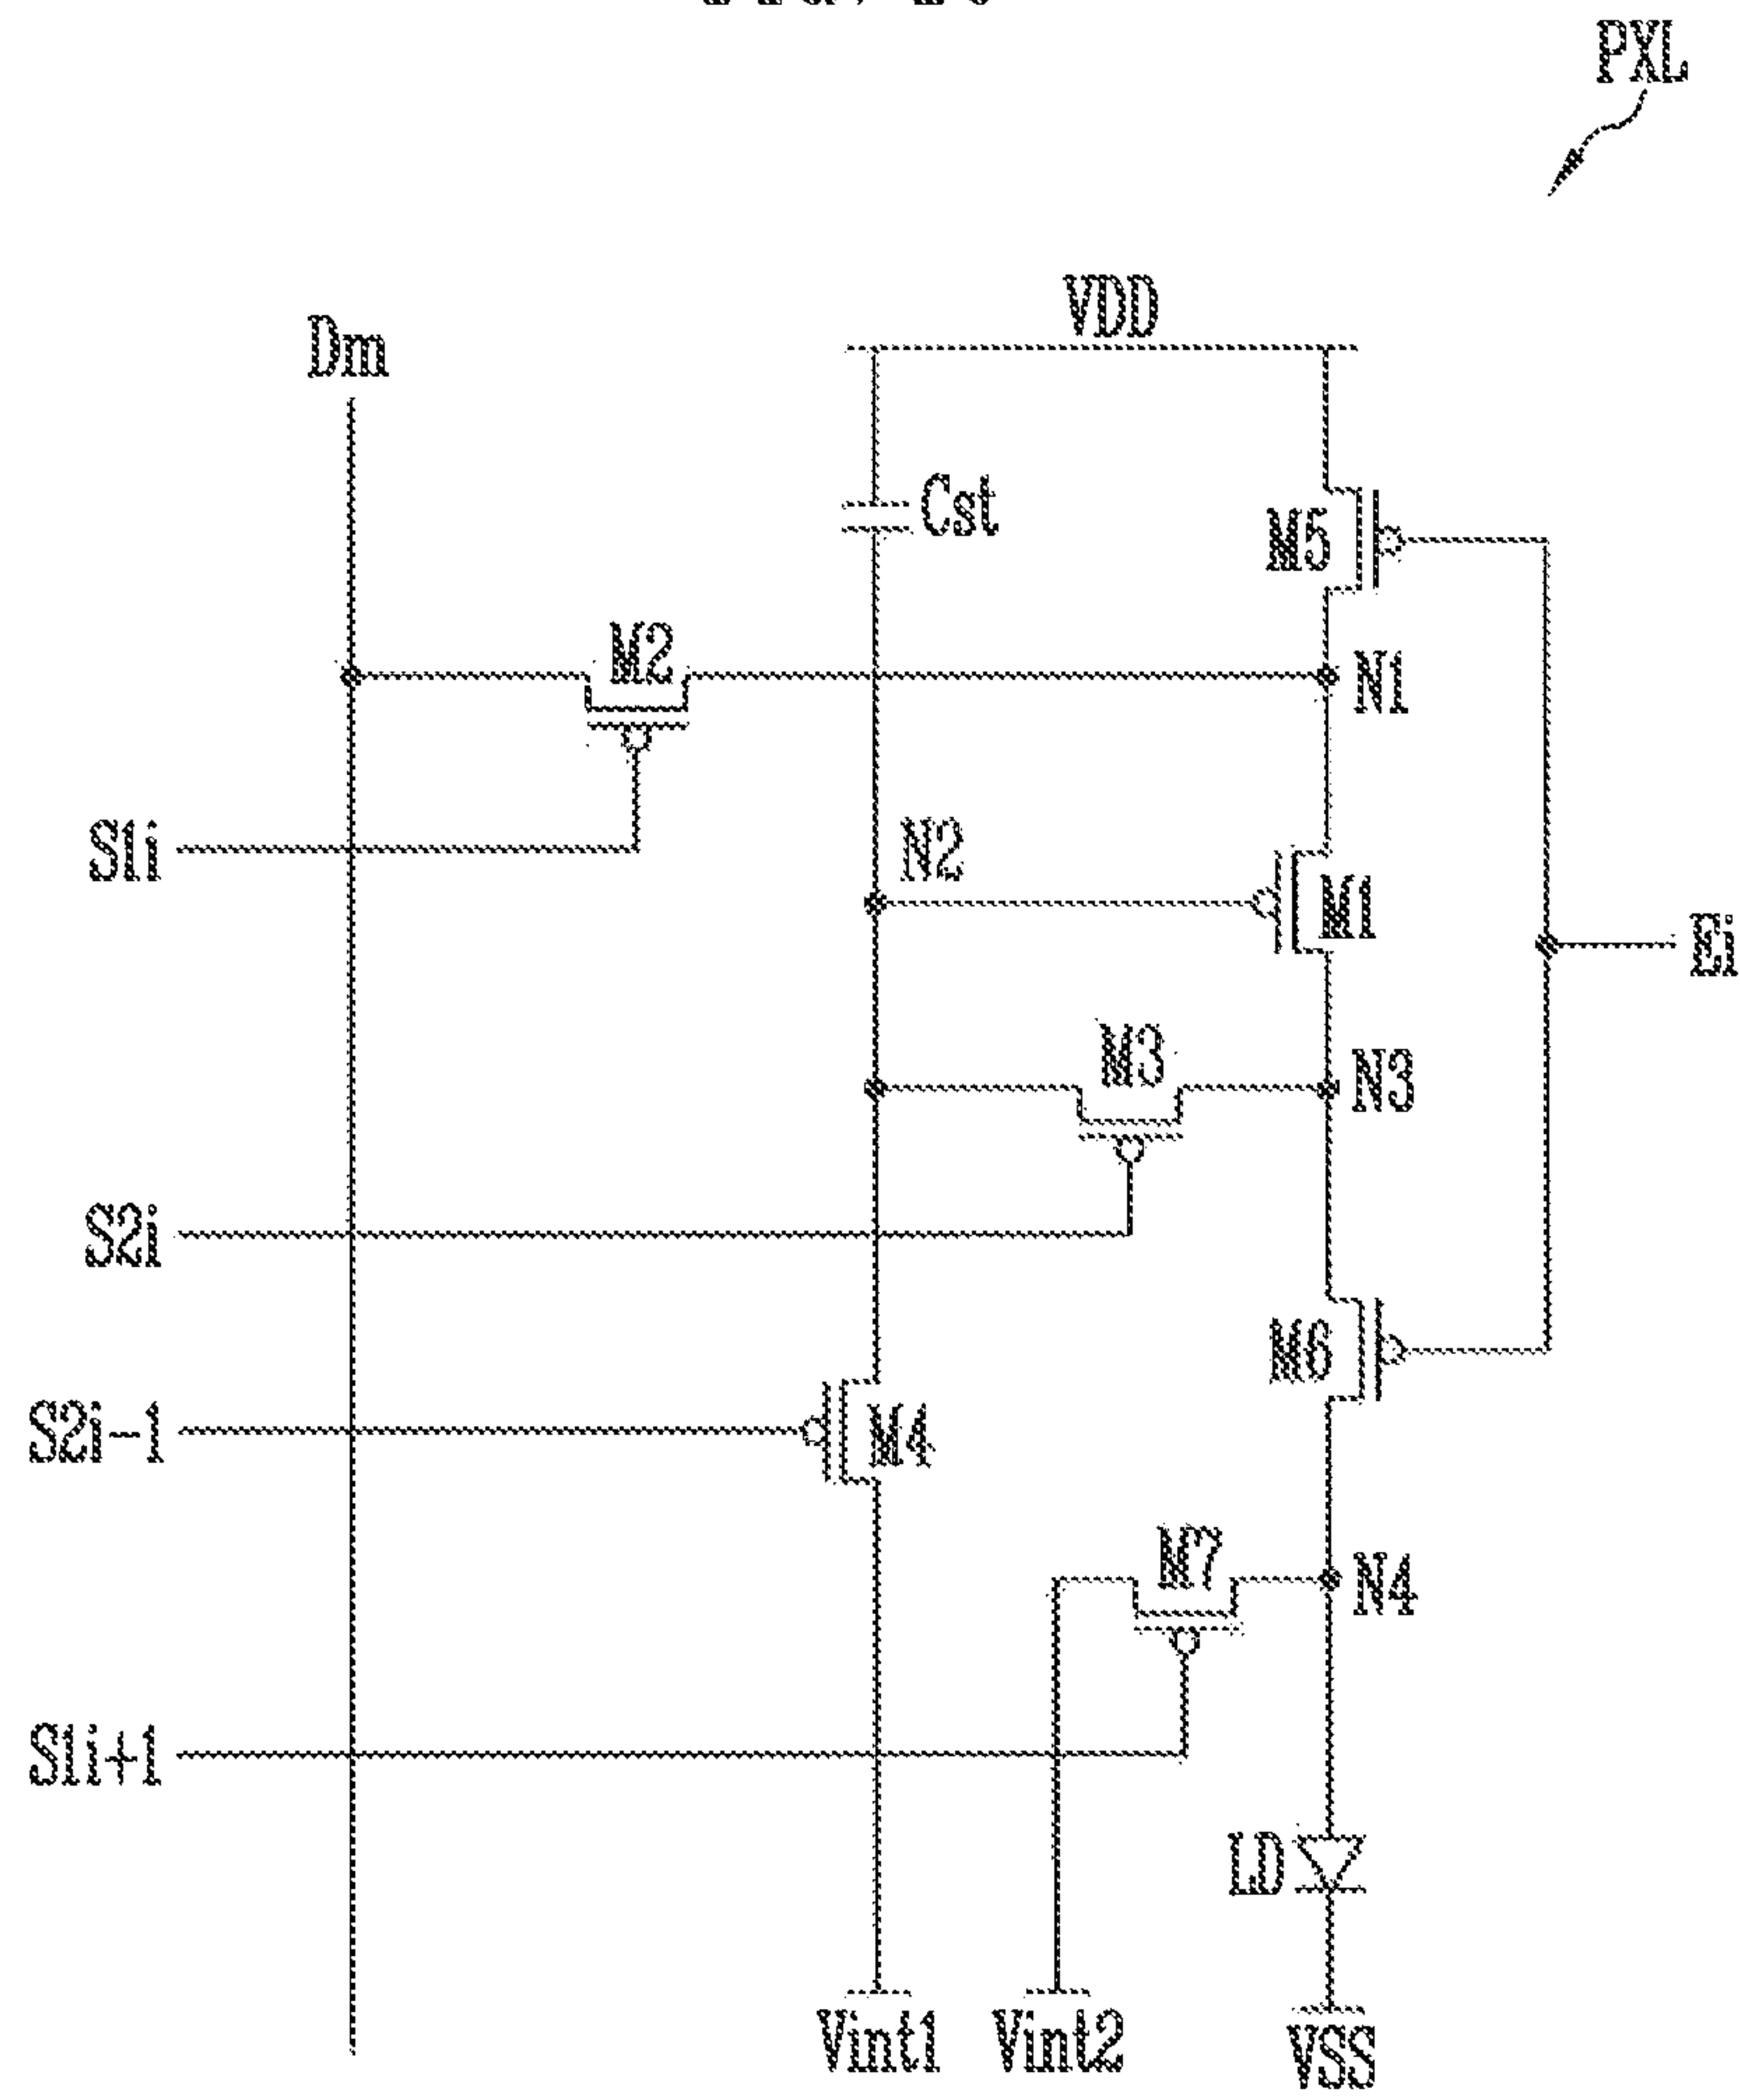 PXL
VDD
Dm
Cst
M5
M2
N1
S1i
N2
M1
Ei
M3
N3
S2i
M6
S2i-1
M4
M7
N4
S1i+1
LD
Vint1
Vint2
VSS